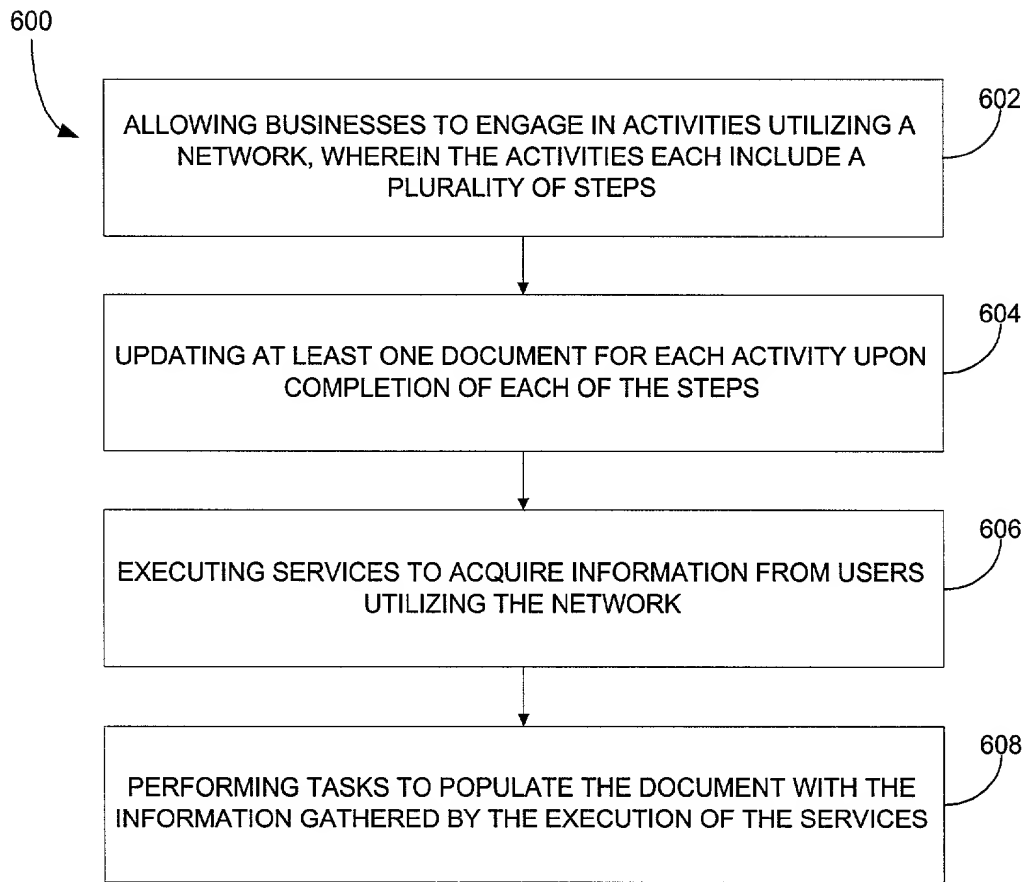 600
602
ALLOWING BUSINESSES TO ENGAGE IN ACTIVITIES UTILIZING A
NETWORK, WHEREIN THE ACTIVITIES EACH INCLUDE A
PLURALITY OF STEPS
604
UPDATING AT LEAST ONE DOCUMENT FOR EACH ACTIVITY UPON
COMPLETION OF EACH OF THE STEPS
606
EXECUTING SERVICES TO ACQUIRE INFORMATION FROM USERS
UTILIZING THE NETWORK
608
PERFORMING TASKS TO POPULATE THE DOCUMENT WITH THE
INFORMATION GATHERED BY THE EXECUTION OF THE SERVICES